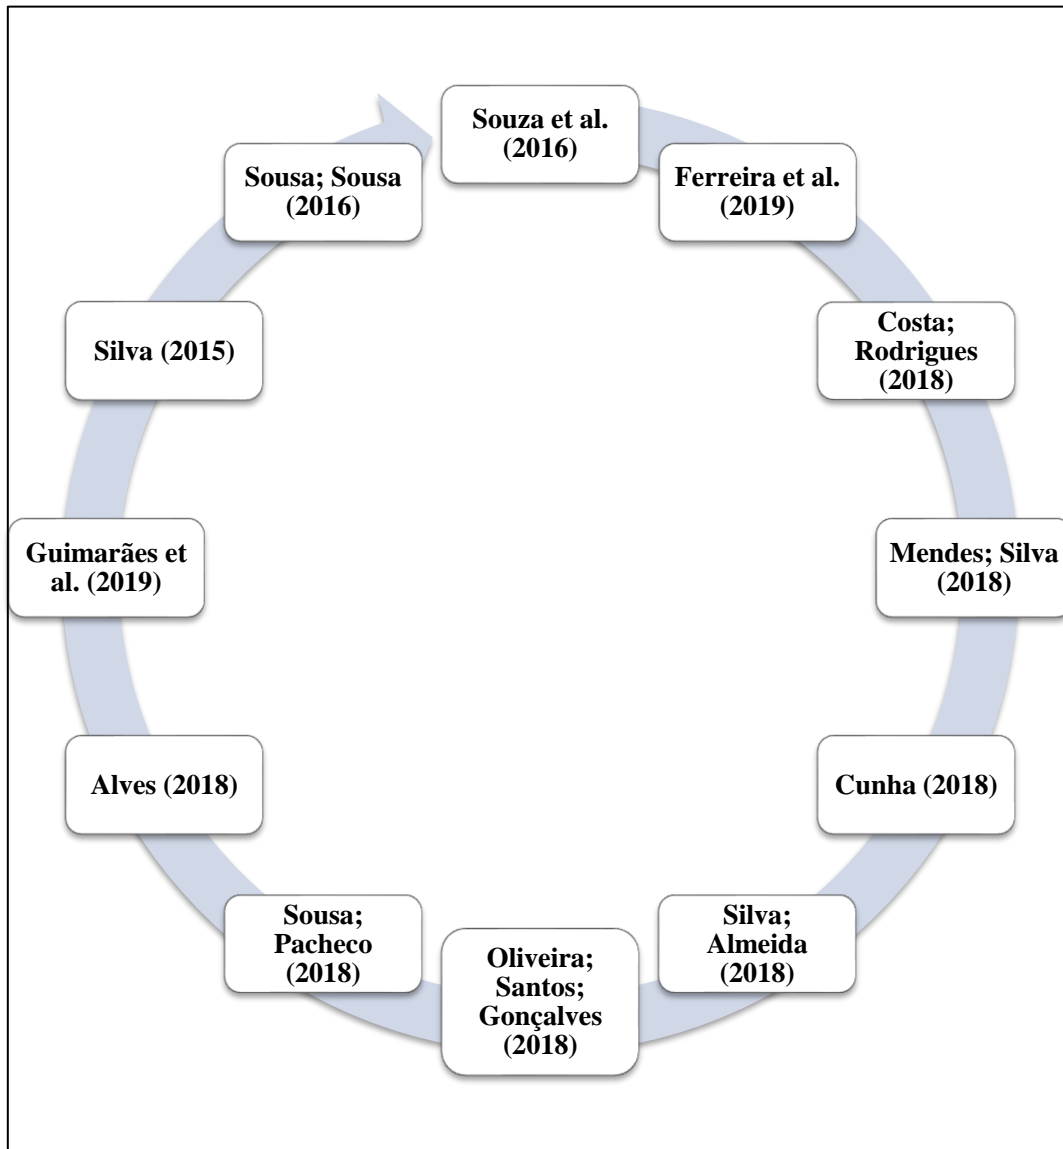 Souza et al.
(2016)
Ferreira et al.
(2019)
Costa;
Rodrigues
(2018)
Mendes; Silva
(2018)
Cunha (2018)
Silva;
Almeida
(2018)
Oliveira;
Santos;
Gonçalves
(2018)
Sousa;
Pacheco
(2018)
Alves (2018)
Guimarães et
al. (2019)
Silva (2015)
Sousa; Sousa
(2016)